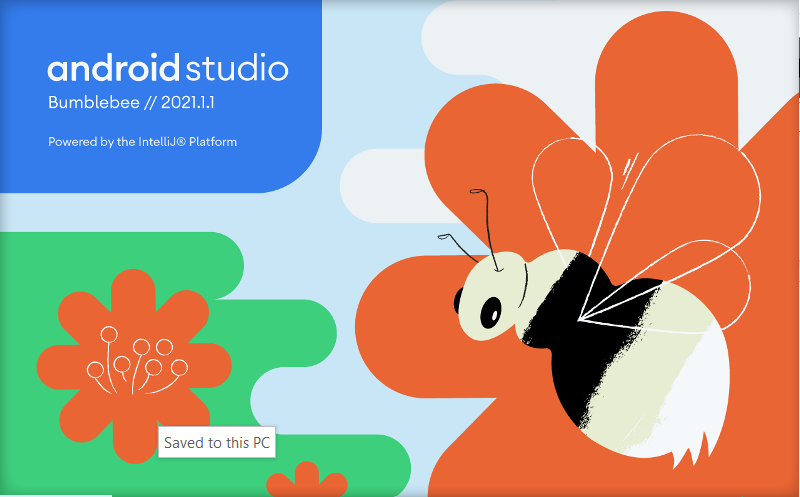 android studio
Bumblebee // 2021.1.1
Powered by the IntelliJ® Platform
Saved to this PC